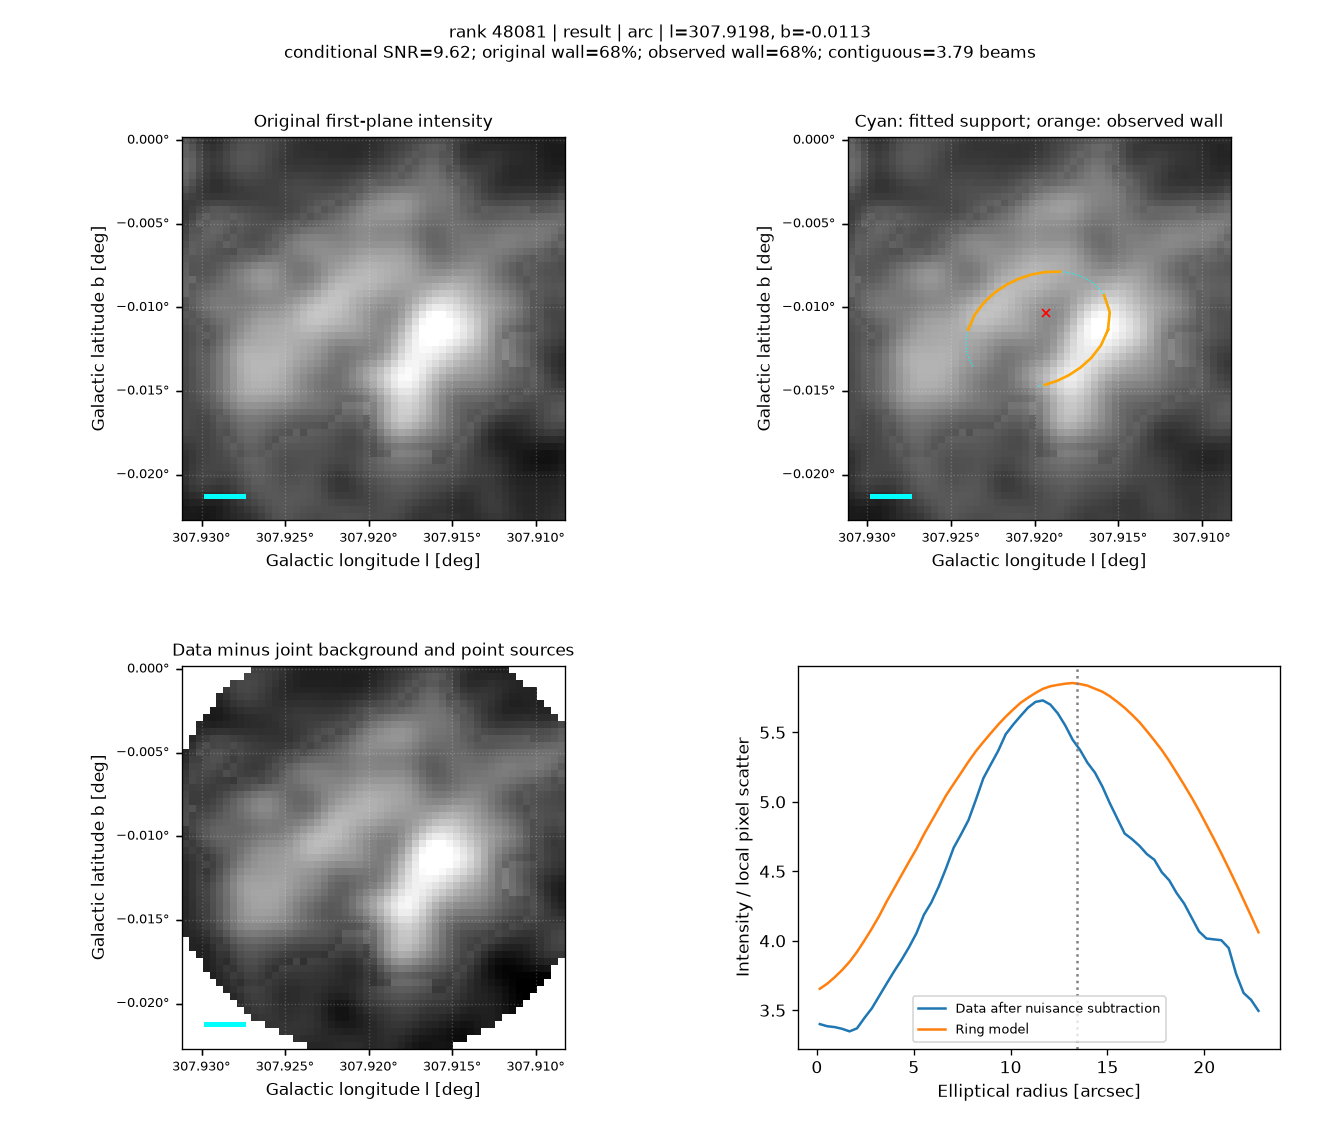 rank 48081 | result | arc | l=307.9198, b=-0.0113
conditional SNR=9.62; original wall=68%; observed wall=68%; contiguous=3.79 beams
Original first-plane intensity
0.000°
−0.005°
−0.010°
−0.015°
−0.020°
Galactic latitude b [deg]
307.930°
307.925°
307.920°
307.915°
307.910°
Galactic longitude l [deg]
Cyan: fitted support; orange: observed wall
0.000°
−0.005°
−0.010°
−0.015°
−0.020°
Galactic latitude b [deg]
307.930°
307.925°
307.920°
307.915°
307.910°
Galactic longitude l [deg]
Data minus joint background and point sources
0.000°
−0.005°
−0.010°
−0.015°
−0.020°
Galactic latitude b [deg]
307.930°
307.925°
307.920°
307.915°
307.910°
Galactic longitude l [deg]
5.5
5.0
4.5
4.0
3.5
Intensity / local pixel scatter
Data after nuisance subtraction
Ring model
0
5
10
15
20
Elliptical radius [arcsec]